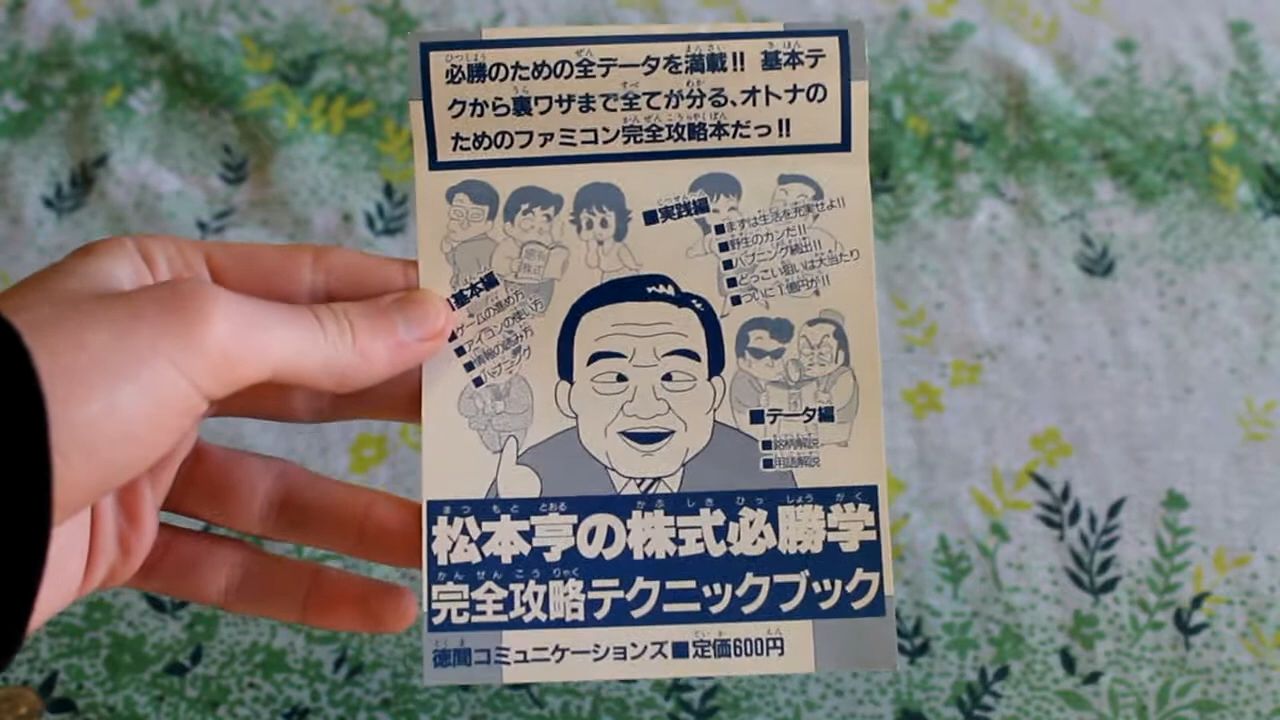 必勝のための全データを満載!! 基本テ
クから裏ワザまで全てが分る、オトナの
ためのファミコン完全攻略本だっ!!
■実践編
■まずは生活を充実せよ!!
■野生のカンだ!!
■ハプニング続出!!
■どっこい狙いは大当たり
■ついに1億円が!!
■基本編
■ゲームの進め方
■アイコンの使い方
■情報の読み方
■ハプニング
■データ編
■銘柄解説
■用語解説
松本亨の株式必勝学
完全攻略テクニックブック
徳間コミュニケーションズ■定価600円